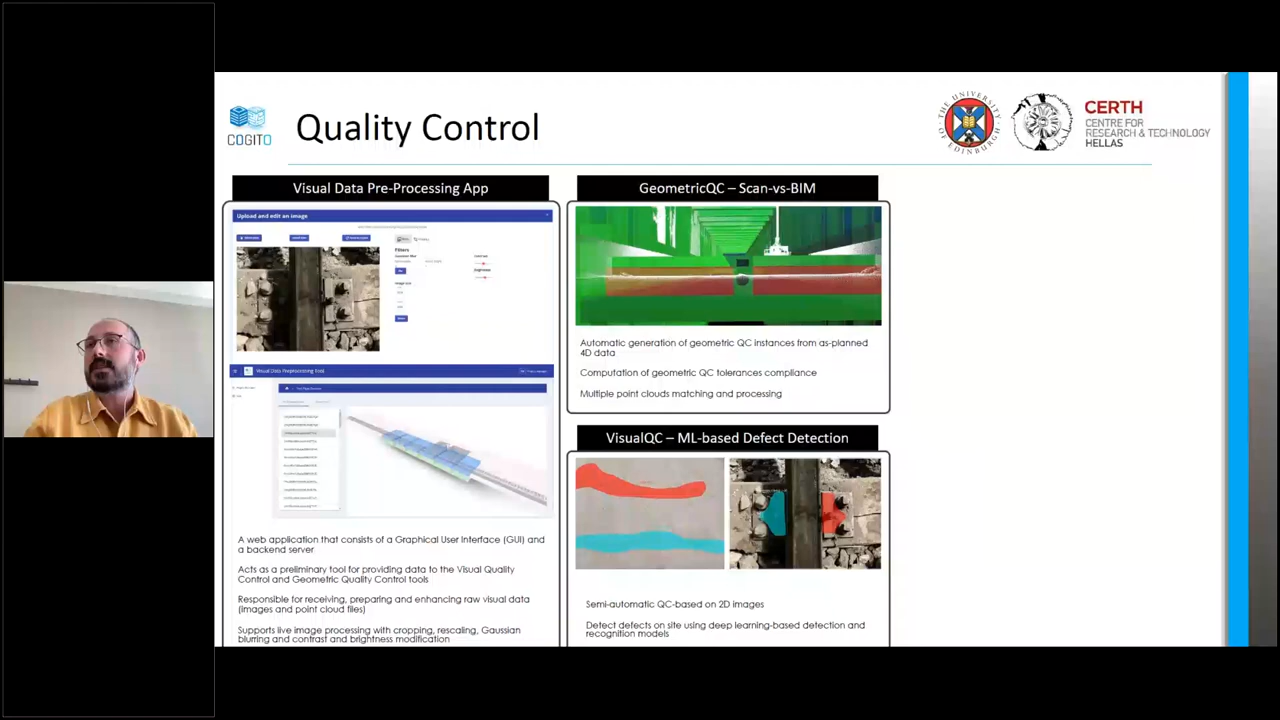 COGITO
Quality Control
THE UNIVERSITY OF EDINBURGH
CERTH
CENTRE FOR
RESEARCH & TECHNOLOGY
HELLAS
Visual Data Pre-Processing App
Upload and edit an image
Filters
Visual Data Preprocessing Tool
A web application that consists of a Graphical User Interface (GUI) and
a backend server
Acts as a preliminary tool for providing data to the Visual Quality
Control and Geometric Quality Control tools
Responsible for receiving, preparing and enhancing raw visual data
(images and point cloud files)
Supports live image processing with cropping, rescaling, Gaussian
blurring and contrast and brightness modification
GeometricQC – Scan-vs-BIM
Automatic generation of geometric QC instances from as-planned
4D data
Computation of geometric QC tolerances compliance
Multiple point clouds matching and processing
VisualQC – ML-based Defect Detection
Semi-automatic QC-based on 2D images
Detect defects on site using deep learning-based detection and
recognition models